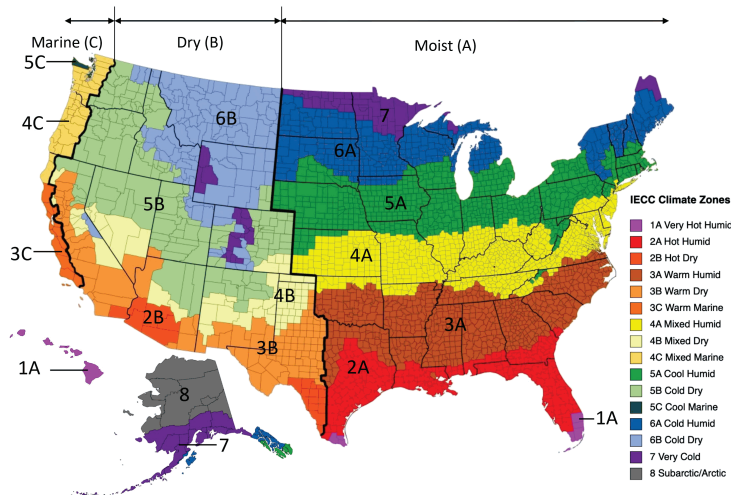 Marine (C)
Dry (B)
Moist (A)
5C
4C
6B
7
6A
5B
5A
3C
4A
4B
2B
3B
3A
2A
1A
8
7
1A
IECC Climate Zones
1A Very Hot Humid
2A Hot Humid
2B Hot Dry
3A Warm Humid
3B Warm Dry
3C Warm Marine
4A Mixed Humid
4B Mixed Dry
4C Mixed Marine
5A Cool Humid
5B Cold Dry
5C Cool Marine
6A Cold Humid
6B Cold Dry
7 Very Cold
8 Subarctic/Arctic